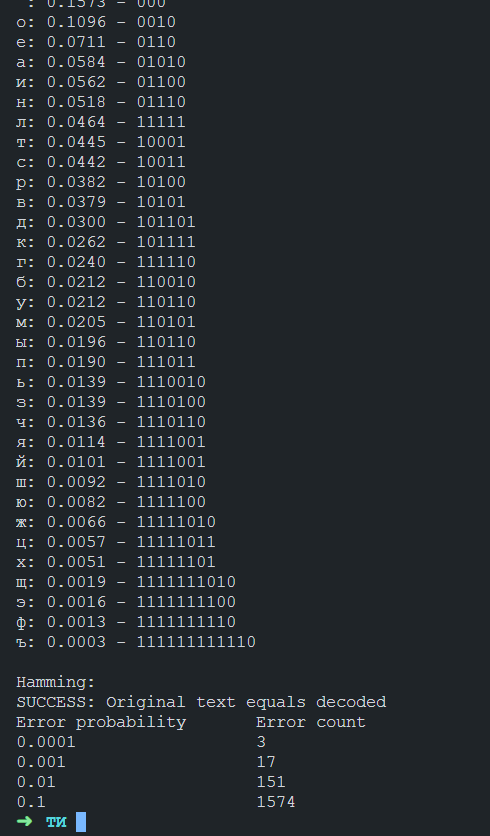 : 0.1573 – 000
о: 0.1096 – 0010
е: 0.0711 – 0110
а: 0.0584 – 01010
и: 0.0562 – 01100
н: 0.0518 – 01110
л: 0.0464 – 11111
т: 0.0445 – 10001
с: 0.0442 – 10011
р: 0.0382 – 10100
в: 0.0379 – 10101
д: 0.0300 – 101101
к: 0.0262 – 101111
г: 0.0240 – 111110
б: 0.0212 – 110010
у: 0.0212 – 110110
м: 0.0205 – 110101
ы: 0.0196 – 110110
п: 0.0190 – 111011
ь: 0.0139 – 1110010
з: 0.0139 – 1110100
ч: 0.0136 – 1110110
я: 0.0114 – 1111001
й: 0.0101 – 1111001
ш: 0.0092 – 1111010
ю: 0.0082 – 1111100
ж: 0.0066 – 11111010
ц: 0.0057 – 11111011
х: 0.0051 – 11111101
щ: 0.0019 – 1111111010
э: 0.0016 – 1111111100
ф: 0.0013 – 1111111110
ъ: 0.0003 – 111111111110
Hamming:
SUCCESS: Original text equals decoded
Error probability Error count
0.0001 3
0.001 17
0.01 151
0.1 1574
➜ ТИ